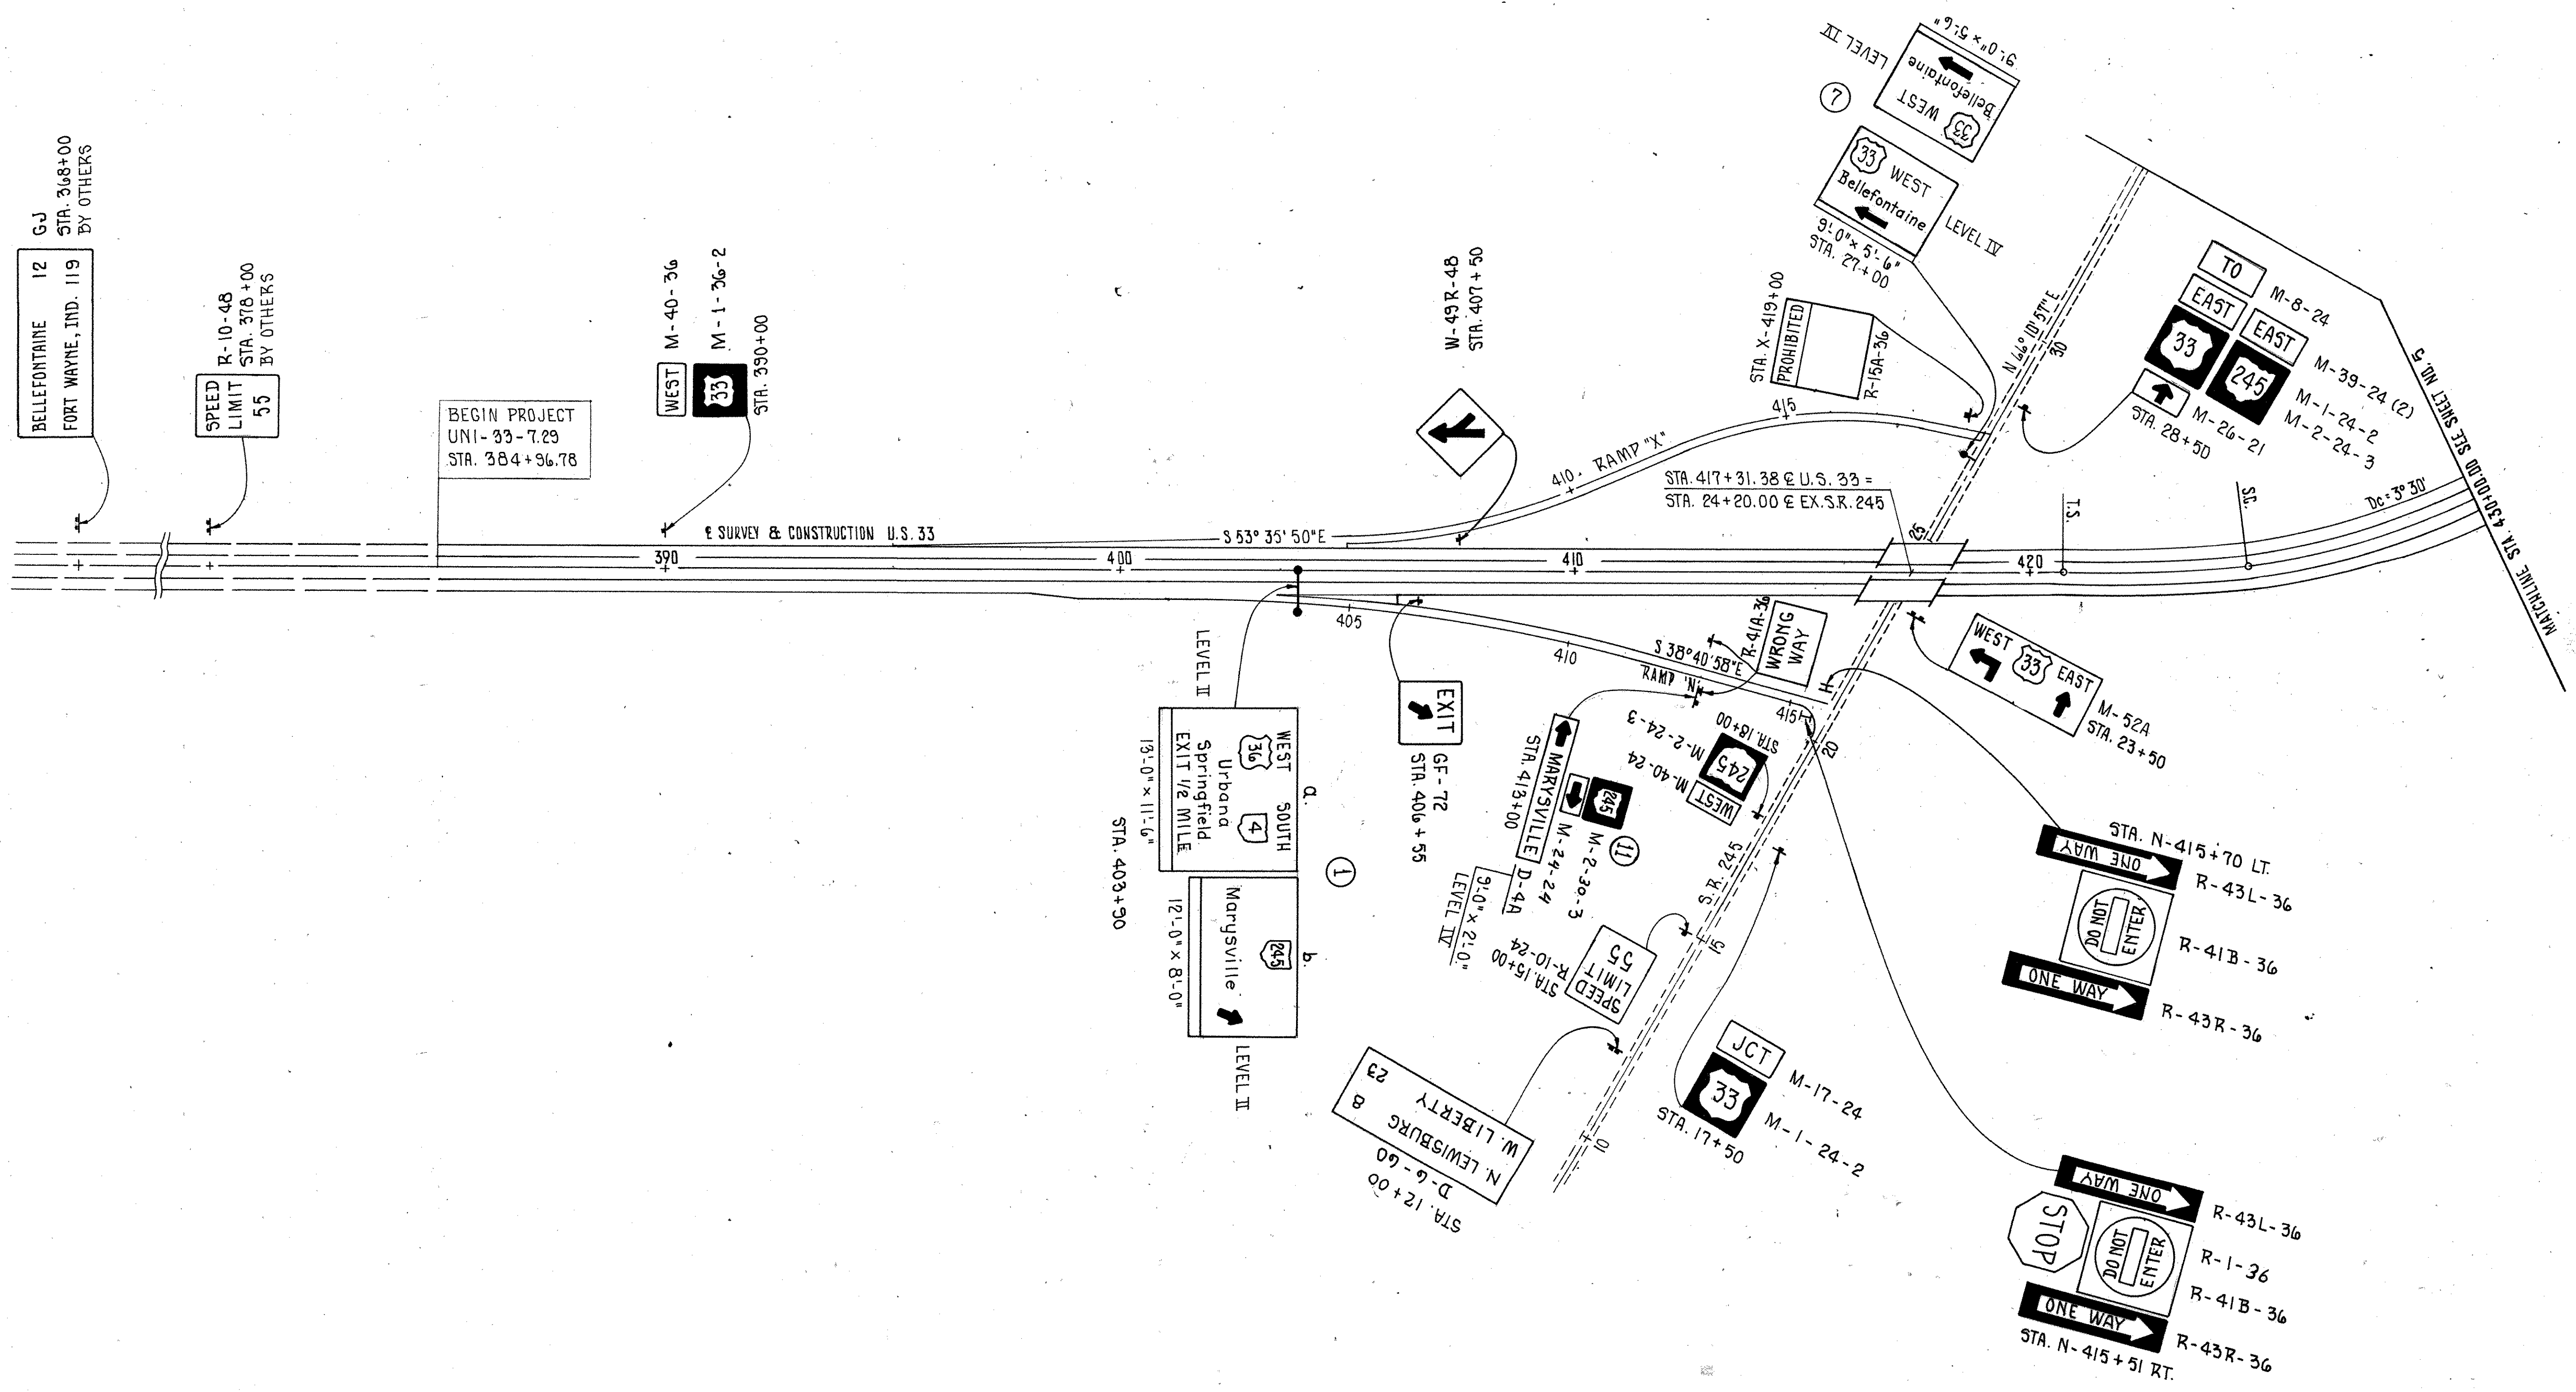 BELLEFONTAINE 12
FORT WAYNE, IND. 119
GJ
STA. 368+00
BY OTHERS
SPEED
LIMIT
55
R-10-48
STA. 378+00
BY OTHERS
BEGIN PROJECT
UNI-33-7.29
STA. 384+96.78
WEST
M-40-36
33
M-1-36-2
STA. 390+00
W-49R-48
STA. 407+50
℄ SURVEY & CONSTRUCTION U.S. 33
S 53° 35' 50"E
390
400
410
420
410
RAMP "X"
415
STA. X-419+00
PROHIBITED
R-15A-36
STA. 417+31.38 ℄ U.S. 33 =
STA. 24+20.00 ℄ EX. S.R. 245
7
LEVEL IV
9'-0" x 5'-6"
33 WEST
Bellefontaine
33 WEST
Bellefontaine
LEVEL IV
9'-0" x 5'-6"
STA. 27+00
N 66° 10' 57" E
30
25
TO
M-8-24
EAST
EAST
M-39-24 (2)
33
245
M-1-24-2
M-2-24-3
M-26-21
STA. 28+50
T.S.
S.C.
Dc = 3° 30'
MATCHLINE STA. 430+00.00 SEE SHEET NO. 5
WEST 33 EAST
M-52A
STA. 23+50
405
410
415
S 38° 40' 58"E
RAMP "N"
R-41A-36
WRONG
WAY
EXIT
GF-72
STA. 406+55
LEVEL II
a.
WEST SOUTH
36 4
Urbana
Springfield
EXIT 1/2 MILE
13'-0" x 11'-6"
1
b.
245
Marysville
12'-0" x 8'-0"
LEVEL II
STA. 403+90
MARYSVILLE
D-4A
STA. 413+00
9'-0" x 2'-0"
LEVEL IV
245
M-2-30-3
M-24-24
11
STA. 18+00
245
M-2-24-3
WEST
M-40-24
20
S.R. 245
15
10
SPEED
LIMIT
55
R-10-24
STA. 15+00
N. LEWISBURG 8
W. LIBERTY 23
D-6-60
STA. 12+00
JCT
M-17-24
33
M-1-24-2
STA. 17+50
STA. N-415+70 LT.
ONE WAY
R-43L-36
DO NOT
ENTER
R-41B-36
ONE WAY
R-43R-36
ONE WAY
R-43L-36
STOP
R-1-36
DO NOT
ENTER
R-41B-36
ONE WAY
R-43R-36
STA. N-415+51 RT.